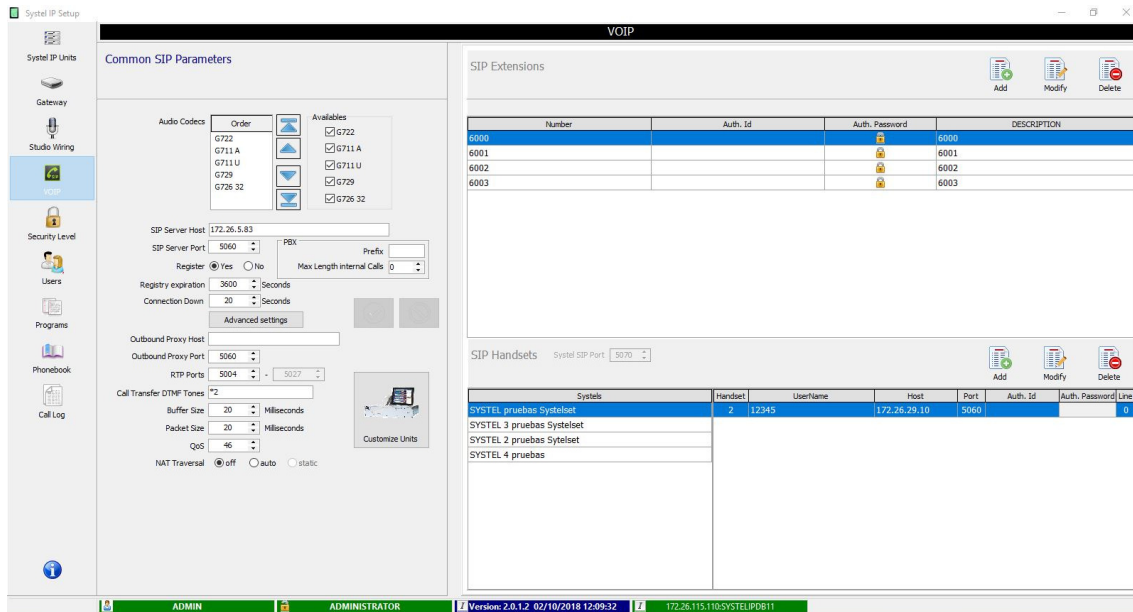 Systel IP Setup
VOIP
Systel IP Units
Gateway
Studio Wiring
VOIP
Security Level
Users
Programs
Phonebook
Call Log
Common SIP Parameters
Audio Codecs
Order
G722
G711 A
G711 U
G729
G726 32
Availables
G722
G711 A
G711 U
G729
G726 32
SIP Server Host 172.26.5.83
SIP Server Port 5060
PBX
Prefix
Max Length internal Calls 0
Register Yes No
Registry expiration 3600 Seconds
Connection Down 20 Seconds
Advanced settings
Outbound Proxy Host
Outbound Proxy Port 5060
RTP Ports 5004 - 5027
Call Transfer DTMF Tones *2
Buffer Size 20 Milliseconds
Packet Size 20 Milliseconds
QoS 46
NAT Traversal off auto static
Customize Units
SIP Extensions
Add Modify Delete
Number Auth. Id Auth. Password DESCRIPTION
6000 6000
6001 6001
6002 6002
6003 6003
SIP Handsets Systel SIP Port 5070
Add Modify Delete
Systels Handset UserName Host Port Auth. Id Auth. Password Line
SYSTEL pruebas Systelset 2 12345 172.26.29.10 5060 0
SYSTEL 3 pruebas Systelset
SYSTEL 2 pruebas Sytelset
SYSTEL 4 pruebas
ADMIN ADMINISTRATOR Version: 2.0.1.2 02/10/2018 12:09:32 172.26.115.110:SYSTELIPDB11